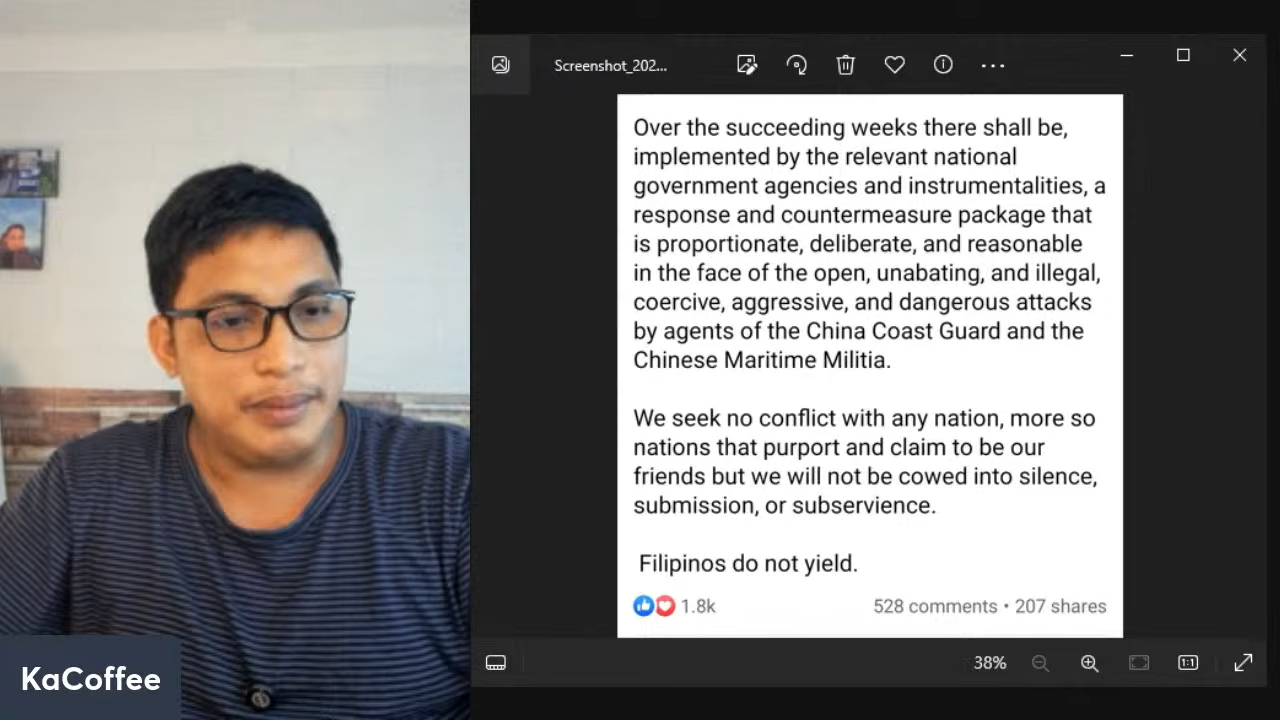 Screenshot_202...
Over the succeeding weeks there shall be,
implemented by the relevant national
government agencies and instrumentalities, a
response and countermeasure package that
is proportionate, deliberate, and reasonable
in the face of the open, unabating, and illegal,
coercive, aggressive, and dangerous attacks
by agents of the China Coast Guard and the
Chinese Maritime Militia.
We seek no conflict with any nation, more so
nations that purport and claim to be our
friends but we will not be cowed into silence,
submission, or subservience.
Filipinos do not yield.
1.8k
528 comments • 207 shares
38%
1:1
KaCoffee